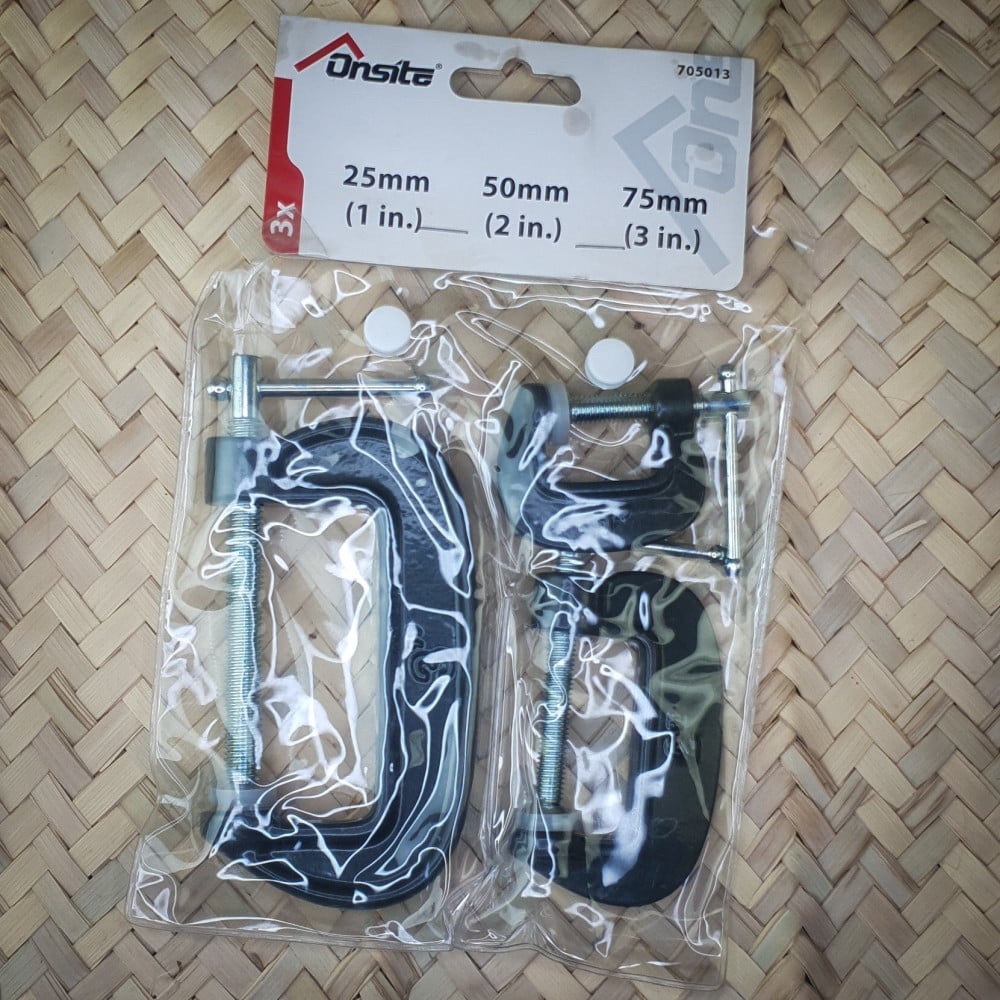 Onsite®
705013
3x
25mm
(1 in.)
50mm
(2 in.)
75mm
(3 in.)